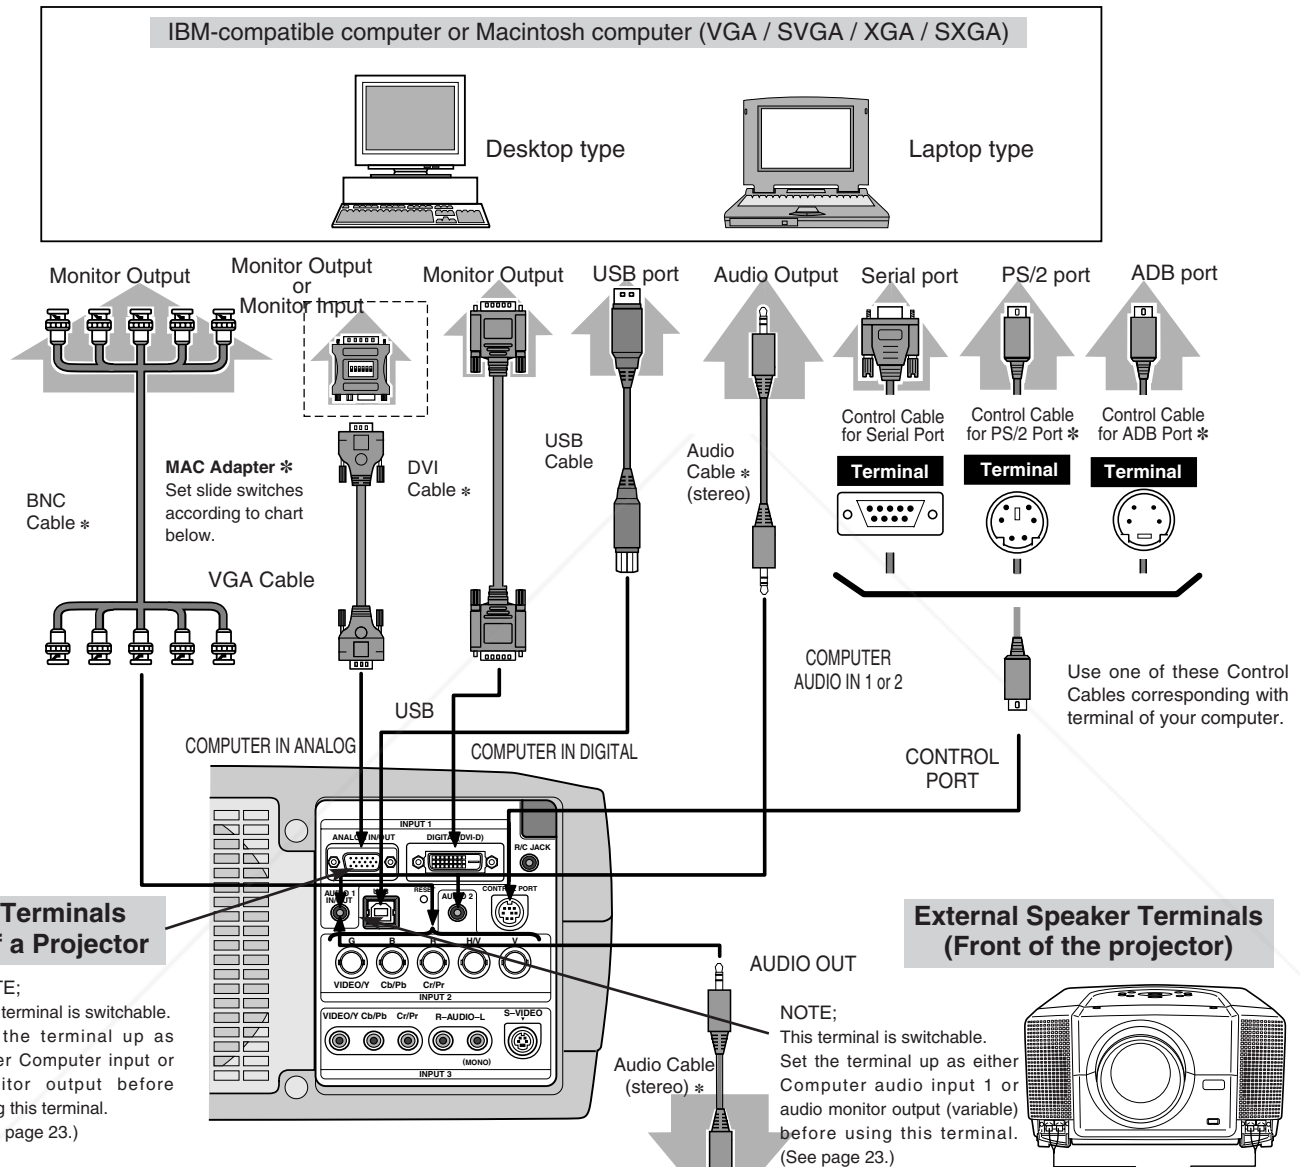 IBM-compatible computer or Macintosh computer (VGA / SVGA / XGA / SXGA)
Desktop type
Laptop type
Monitor Output
Monitor Output
or
Monitor Input
Monitor Output
USB port
Audio Output
Serial port
PS/2 port
ADB port
Control Cable
for Serial Port
Control Cable
for PS/2 Port ✻
Control Cable
for ADB Port ✻
Terminal
Terminal
Terminal
BNC
Cable ✻
MAC Adapter ✻
Set slide switches
according to chart
below.
DVI
Cable ✻
USB
Cable
Audio
Cable ✻
(stereo)
VGA Cable
COMPUTER
AUDIO IN 1 or 2
Use one of these Control
Cables corresponding with
terminal of your computer.
USB
COMPUTER IN ANALOG
COMPUTER IN DIGITAL
CONTROL
PORT
INPUT 1
ANALOG IN/OUT
DIGITAL(DVI-D)
R/C JACK
AUDIO 1
IN/OUT
USB
RESET
AUDIO 2
CONTROL PORT
G
B
R
H/V
V
VIDEO/Y
Cb/Pb
Cr/Pr
INPUT 2
VIDEO/Y
Cb/Pb
Cr/Pr
R–AUDIO–L
S–VIDEO
(MONO)
INPUT 3
Terminals
f a Projector
TE;
terminal is switchable.
the terminal up as
er Computer input or
itor output before
g this terminal.
page 23.)
External Speaker Terminals
(Front of the projector)
AUDIO OUT
Audio Cable
(stereo) ✻
NOTE;
This terminal is switchable.
Set the terminal up as either
Computer audio input 1 or
audio monitor output (variable)
before using this terminal.
(See page 23.)